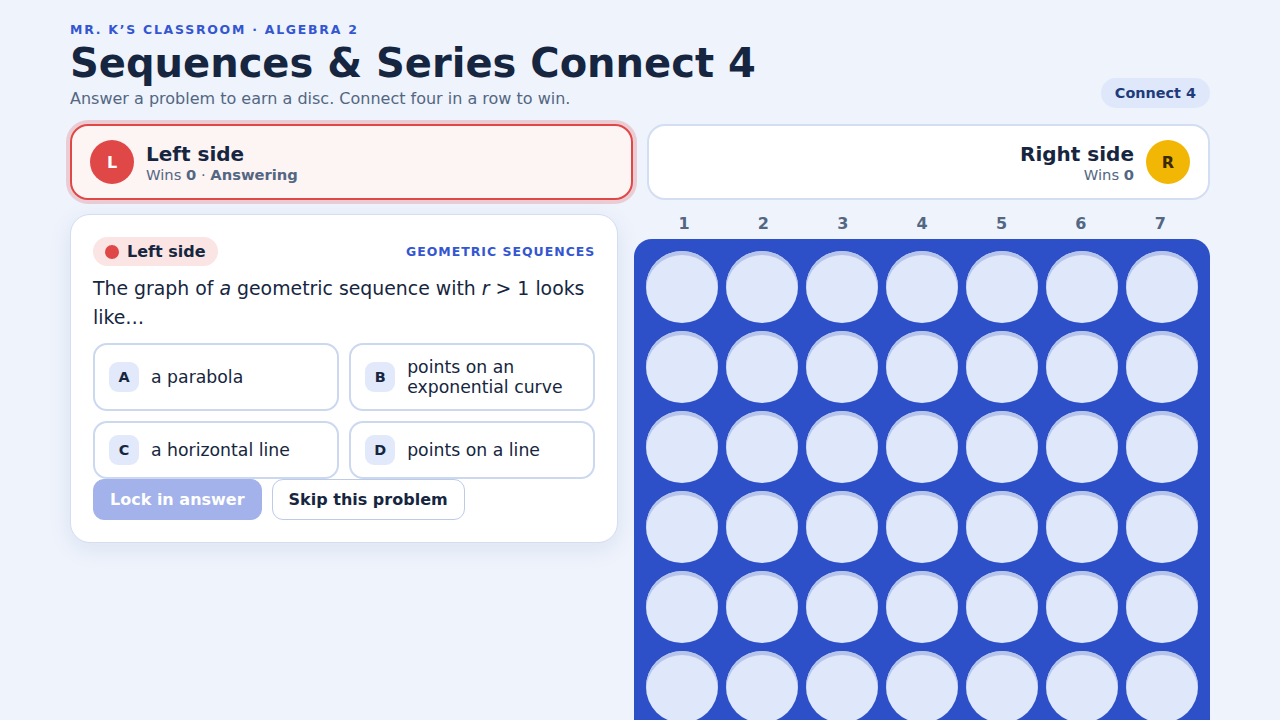 MR. K’S CLASSROOM · ALGEBRA 2
Sequences & Series Connect 4
Answer a problem to earn a disc. Connect four in a row to win.
Connect 4
L
Left side
Wins 0 · Answering
Right side
Wins 0
R
Left side
GEOMETRIC SEQUENCES
The graph of a geometric sequence with r > 1 looks
like…
A
a parabola
B
points on an
exponential curve
C
a horizontal line
D
points on a line
Lock in answer
Skip this problem
1 2 3 4 5 6 7